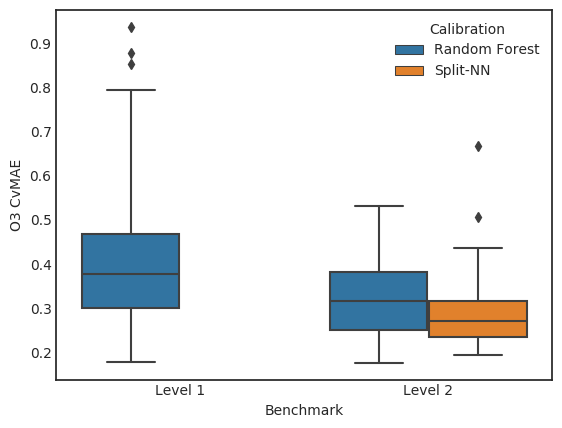 Calibration
Random Forest
Split-NN
O3 CvMAE
0.9
0.8
0.7
0.6
0.5
0.4
0.3
0.2
Level 1
Level 2
Benchmark